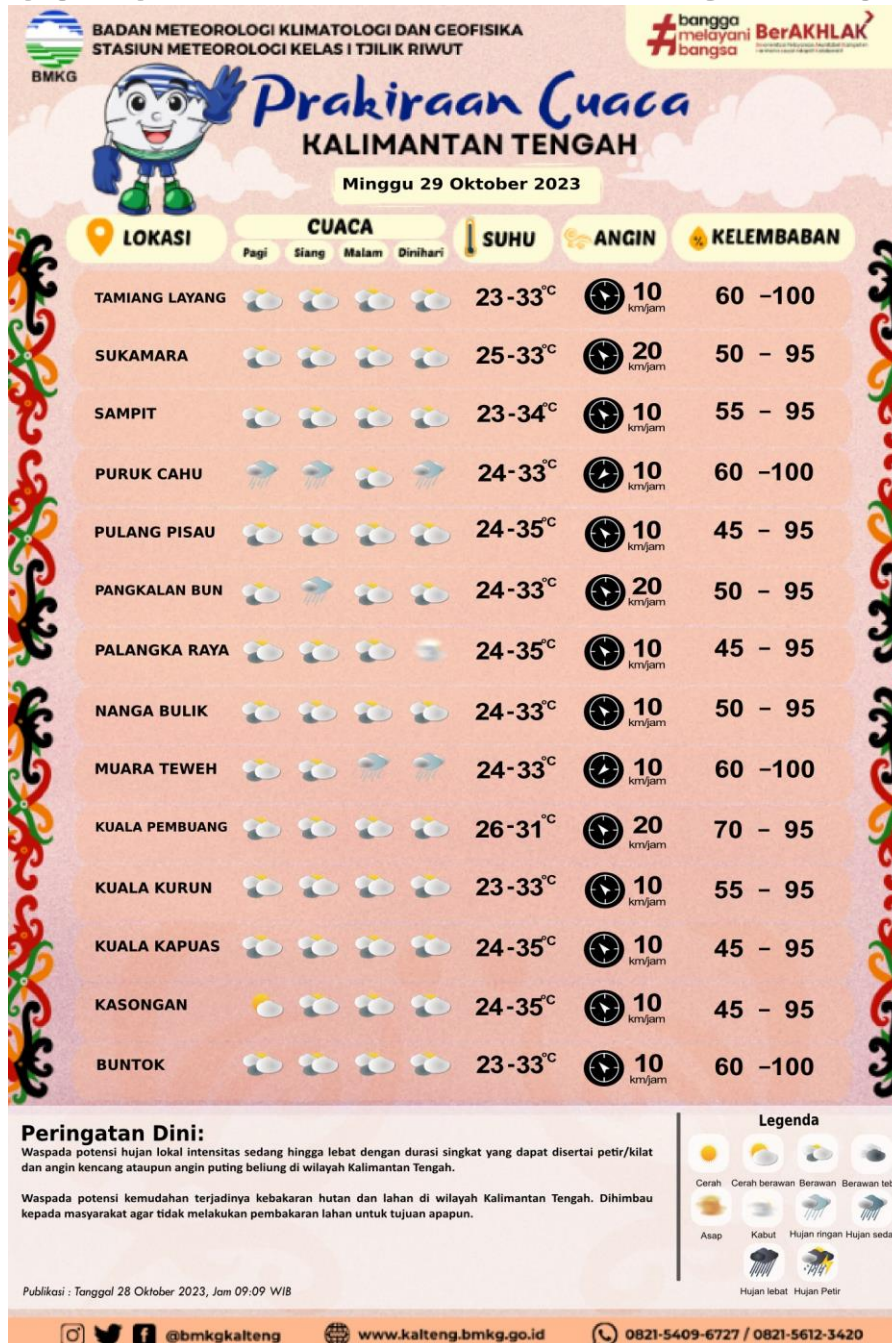 BADAN METEOROLOGI KLIMATOLOGI DAN GEOFISIKA
STASIUN METEOROLOGI KELAS I TJILIK RIWUT
BMKG
#bangga melayani bangsa
BerAKHLAK
Prakiraan Cuaca
KALIMANTAN TENGAH
Minggu 29 Oktober 2023
LOKASI CUACA SUHU ANGIN KELEMBABAN
Pagi Siang Malam Dinihari
TAMIANG LAYANG 23-33°C 10 km/jam 60 –100
SUKAMARA 25-33°C 20 km/jam 50 – 95
SAMPIT 23-34°C 10 km/jam 55 – 95
PURUK CAHU 24-33°C 10 km/jam 60 –100
PULANG PISAU 24-35°C 10 km/jam 45 – 95
PANGKALAN BUN 24-33°C 20 km/jam 50 – 95
PALANGKA RAYA 24-35°C 10 km/jam 45 – 95
NANGA BULIK 24-33°C 10 km/jam 50 – 95
MUARA TEWEH 24-33°C 10 km/jam 60 –100
KUALA PEMBUANG 26-31°C 20 km/jam 70 – 95
KUALA KURUN 23-33°C 10 km/jam 55 – 95
KUALA KAPUAS 24-35°C 10 km/jam 45 – 95
KASONGAN 24-35°C 10 km/jam 45 – 95
BUNTOK 23-33°C 10 km/jam 60 –100
Peringatan Dini:
Waspada potensi hujan lokal intensitas sedang hingga lebat dengan durasi singkat yang dapat disertai petir/kilat
dan angin kencang ataupun angin puting beliung di wilayah Kalimantan Tengah.
Waspada potensi kemudahan terjadinya kebakaran hutan dan lahan di wilayah Kalimantan Tengah. Dihimbau
kepada masyarakat agar tidak melakukan pembakaran lahan untuk tujuan apapun.
Publikasi : Tanggal 28 Oktober 2023, Jam 09:09 WIB
Legenda
Cerah Cerah berawan Berawan Berawan teb
Asap Kabut Hujan ringan Hujan seda
Hujan lebat Hujan Petir
@bmkgkalteng www.kalteng.bmkg.go.id 0821-5409-6727 / 0821-5612-3420